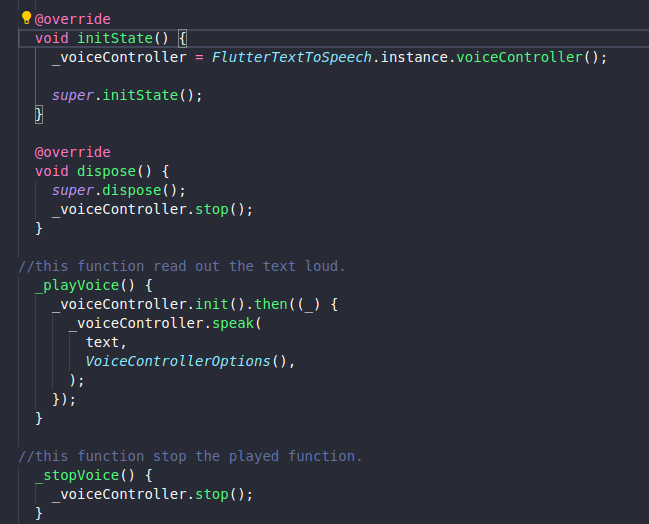 @override
void initState() {
_voiceController = FlutterTextToSpeech.instance.voiceController();
super.initState();
}
@override
void dispose() {
super.dispose();
_voiceController.stop();
}
//this function read out the text loud.
_playVoice() {
_voiceController.init().then((_) {
_voiceController.speak(
text,
VoiceControllerOptions(),
);
});
}
//this function stop the played function.
_stopVoice() {
_voiceController.stop();
}